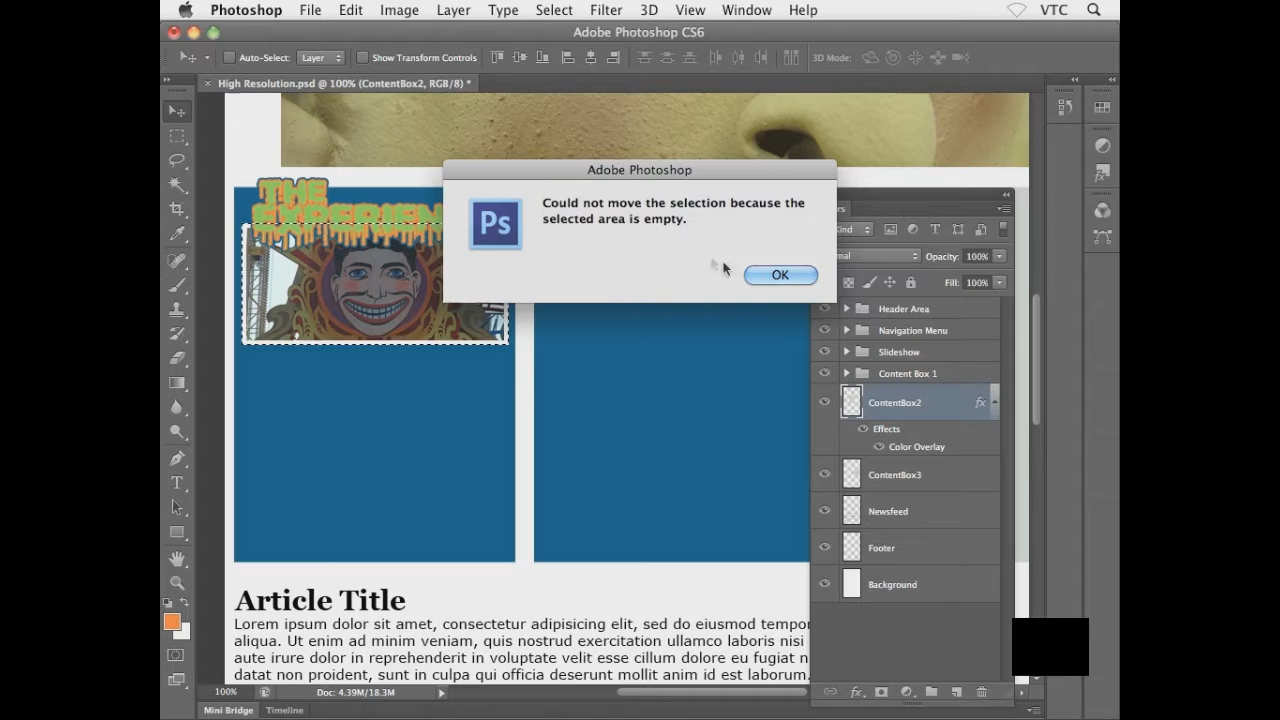 Photoshop File Edit Image Layer Type Select Filter 3D View Window Help VTC
Adobe Photoshop CS6
Auto-Select: Layer Show Transform Controls 3D Mode:
High Resolution.psd @ 100% (ContentBox2, RGB/8) *
Adobe Photoshop
Ps
Could not move the selection because the
selected area is empty.
OK
THE
Opacity: 100%
Fill: 100%
Header Area
Navigation Menu
Slideshow
Content Box 1
ContentBox2 fx
Effects
Color Overlay
ContentBox3
Newsfeed
Footer
Background
Article Title
Lorem ipsum dolor sit amet, consectetur adipisicing elit, sed do eiusmod tempor
aliqua. Ut enim ad minim veniam, quis nostrud exercitation ullamco laboris nisi
aute irure dolor in reprehenderit in voluptate velit esse cillum dolore eu fugiat n
datat non proident, sunt in culpa qui officia deserunt mollit anim id est laborum.
100% Doc: 4.39M/18.3M
Mini Bridge Timeline